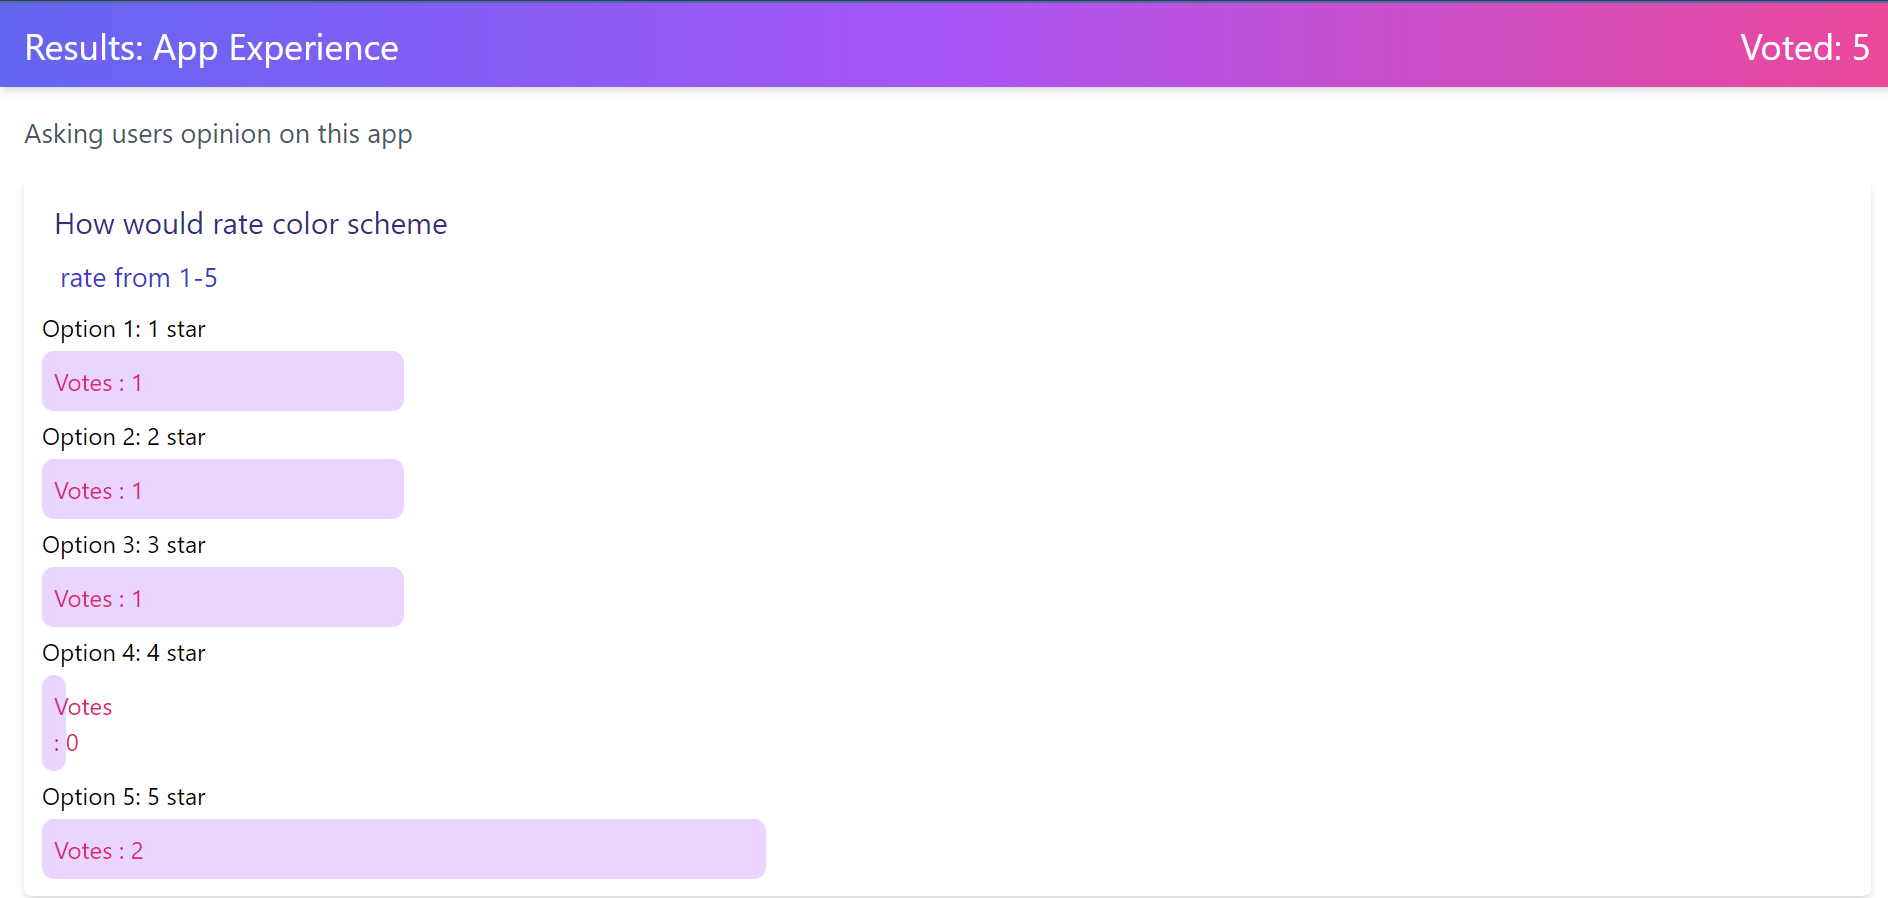 Results: App Experience
Voted: 5
Asking users opinion on this app
How would rate color scheme
rate from 1-5
Option 1: 1 star
Votes : 1
Option 2: 2 star
Votes : 1
Option 3: 3 star
Votes : 1
Option 4: 4 star
Votes
: 0
Option 5: 5 star
Votes : 2